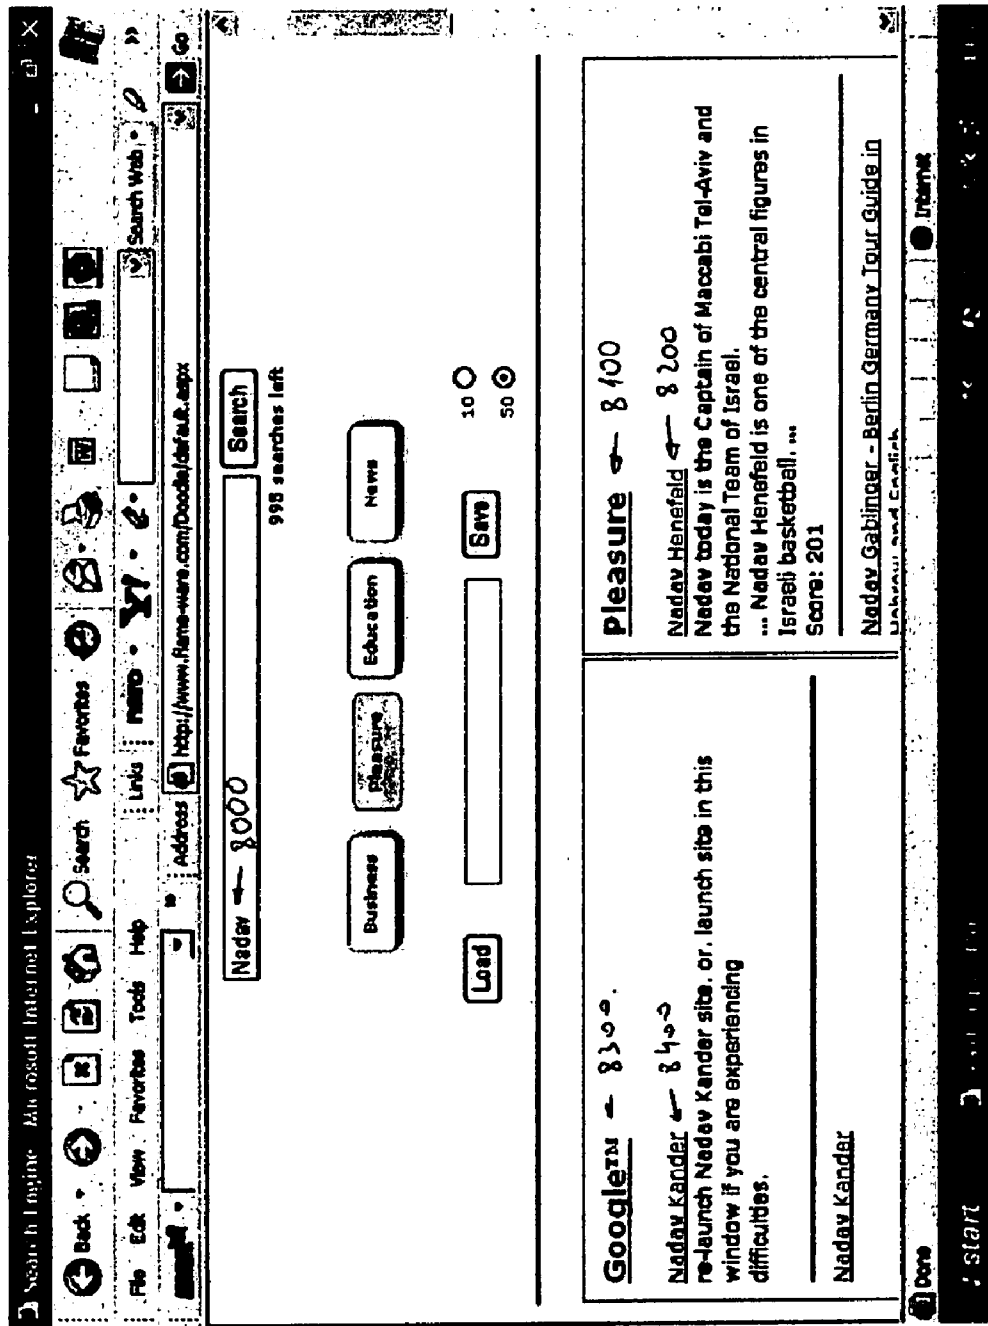 Search Engine - Microsoft Internet Explorer
Back Search Favorites
File Edit View Favorites Tools Help Links Search Web
Address http://www.flame-ware.com/Doodle/default.aspx Go
Nadav ← 8000 Search
995 searches left
Business Pleasure Education News
Load Save 10 50
Google™ ← 8300.
Nadav Kander ← 8400
re-launch Nadav Kander site. or. launch site in this
window if you are experiencing
difficulties.
Nadav Kander
Pleasure ← 8100
Nadav Henefeld ← 8200
Nadav today is the Captain of Maccabi Tel-Aviv and
the National Team of Israel.
... Nadav Henefeld is one of the central figures in
Israeli basketball. ...
Score: 201
Nadav Gablinger - Berlin Germany Tour Guide in
Hebrew and English
Done Internet
start